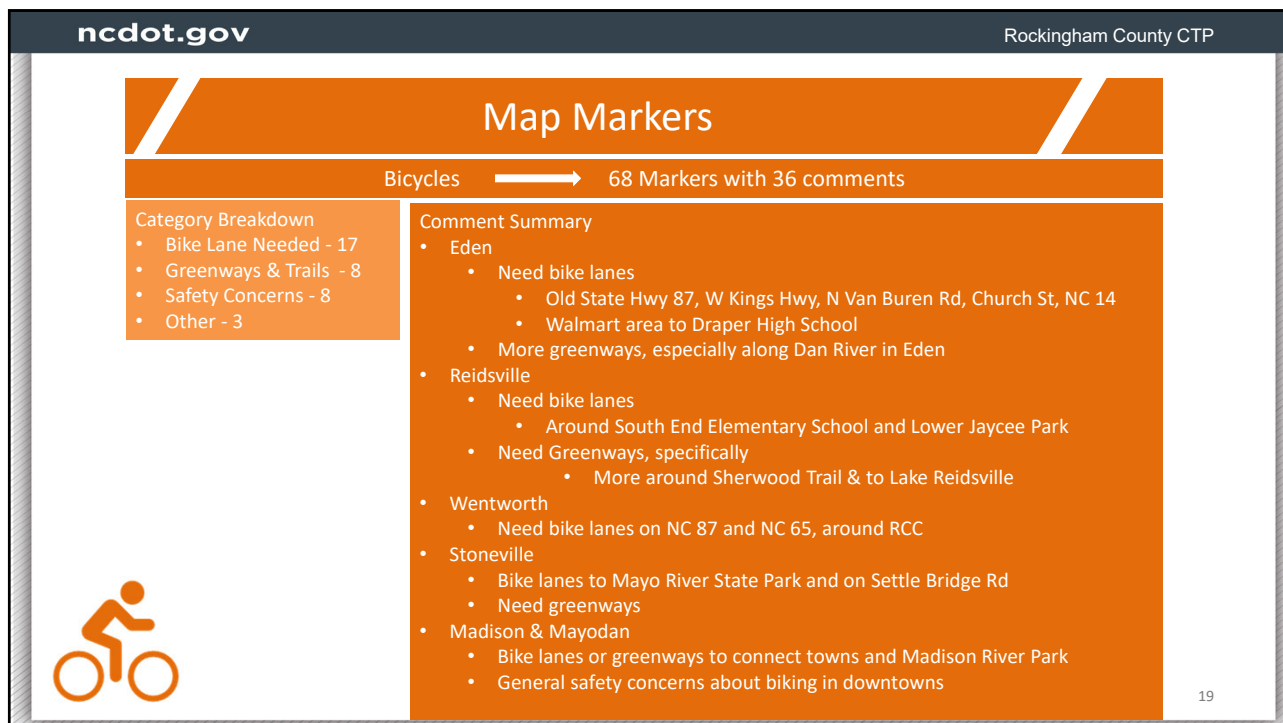 ncdot.gov
Rockingham County CTP
Map Markers
Bicycles 68 Markers with 36 comments
Category Breakdown
• Bike Lane Needed - 17
• Greenways & Trails - 8
• Safety Concerns - 8
• Other - 3
Comment Summary
• Eden
• Need bike lanes
• Old State Hwy 87, W Kings Hwy, N Van Buren Rd, Church St, NC 14
• Walmart area to Draper High School
• More greenways, especially along Dan River in Eden
• Reidsville
• Need bike lanes
• Around South End Elementary School and Lower Jaycee Park
• Need Greenways, specifically
• More around Sherwood Trail & to Lake Reidsville
• Wentworth
• Need bike lanes on NC 87 and NC 65, around RCC
• Stoneville
• Bike lanes to Mayo River State Park and on Settle Bridge Rd
• Need greenways
• Madison & Mayodan
• Bike lanes or greenways to connect towns and Madison River Park
• General safety concerns about biking in downtowns
19